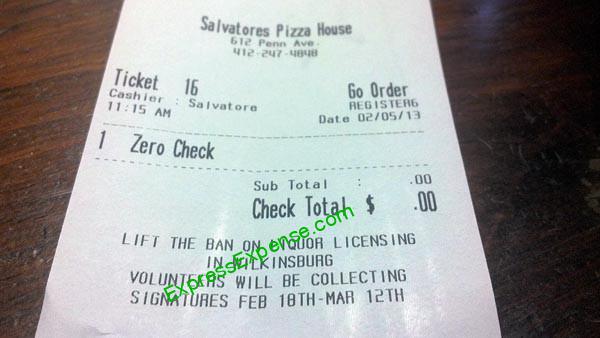 Salvatores Pizza House
612 Penn Ave.
412-247-4848
Ticket 16 Go Order
Cashier : Salvatore REGISTER6
11:15 AM Date 02/05/13
1 Zero Check
Sub Total : .00
Check Total $ .00
LIFT THE BAN ON LIQUOR LICENSING
IN WILKINSBURG
VOLUNTEERS WILL BE COLLECTING
SIGNATURES FEB 18TH-MAR 12TH
ExpressExpense.com